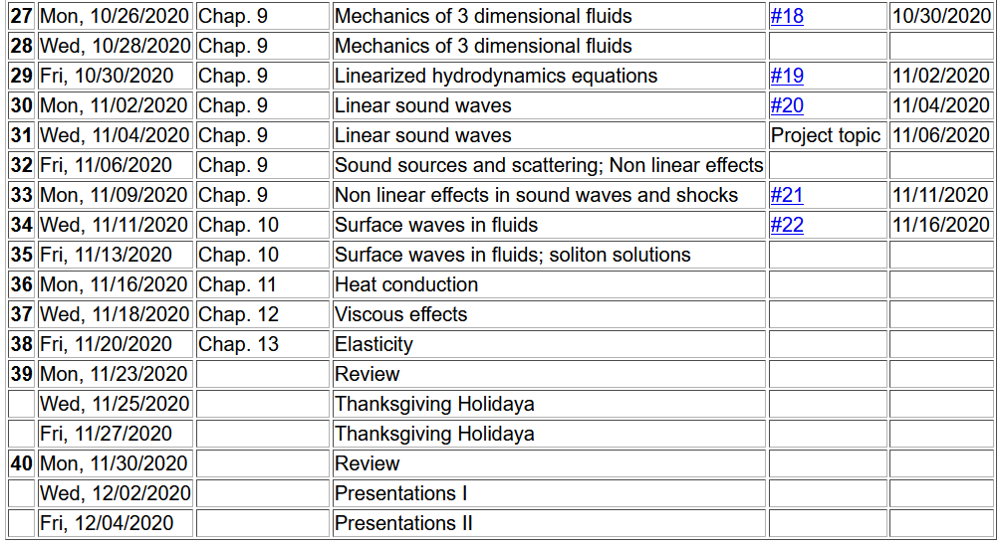 27 Mon, 10/26/2020 Chap. 9 Mechanics of 3 dimensional fluids #18 10/30/2020
28 Wed, 10/28/2020 Chap. 9 Mechanics of 3 dimensional fluids
29 Fri, 10/30/2020 Chap. 9 Linearized hydrodynamics equations #19 11/02/2020
30 Mon, 11/02/2020 Chap. 9 Linear sound waves #20 11/04/2020
31 Wed, 11/04/2020 Chap. 9 Linear sound waves Project topic 11/06/2020
32 Fri, 11/06/2020 Chap. 9 Sound sources and scattering; Non linear effects
33 Mon, 11/09/2020 Chap. 9 Non linear effects in sound waves and shocks #21 11/11/2020
34 Wed, 11/11/2020 Chap. 10 Surface waves in fluids #22 11/16/2020
35 Fri, 11/13/2020 Chap. 10 Surface waves in fluids; soliton solutions
36 Mon, 11/16/2020 Chap. 11 Heat conduction
37 Wed, 11/18/2020 Chap. 12 Viscous effects
38 Fri, 11/20/2020 Chap. 13 Elasticity
39 Mon, 11/23/2020 Review
Wed, 11/25/2020 Thanksgiving Holidaya
Fri, 11/27/2020 Thanksgiving Holidaya
40 Mon, 11/30/2020 Review
Wed, 12/02/2020 Presentations I
Fri, 12/04/2020 Presentations II